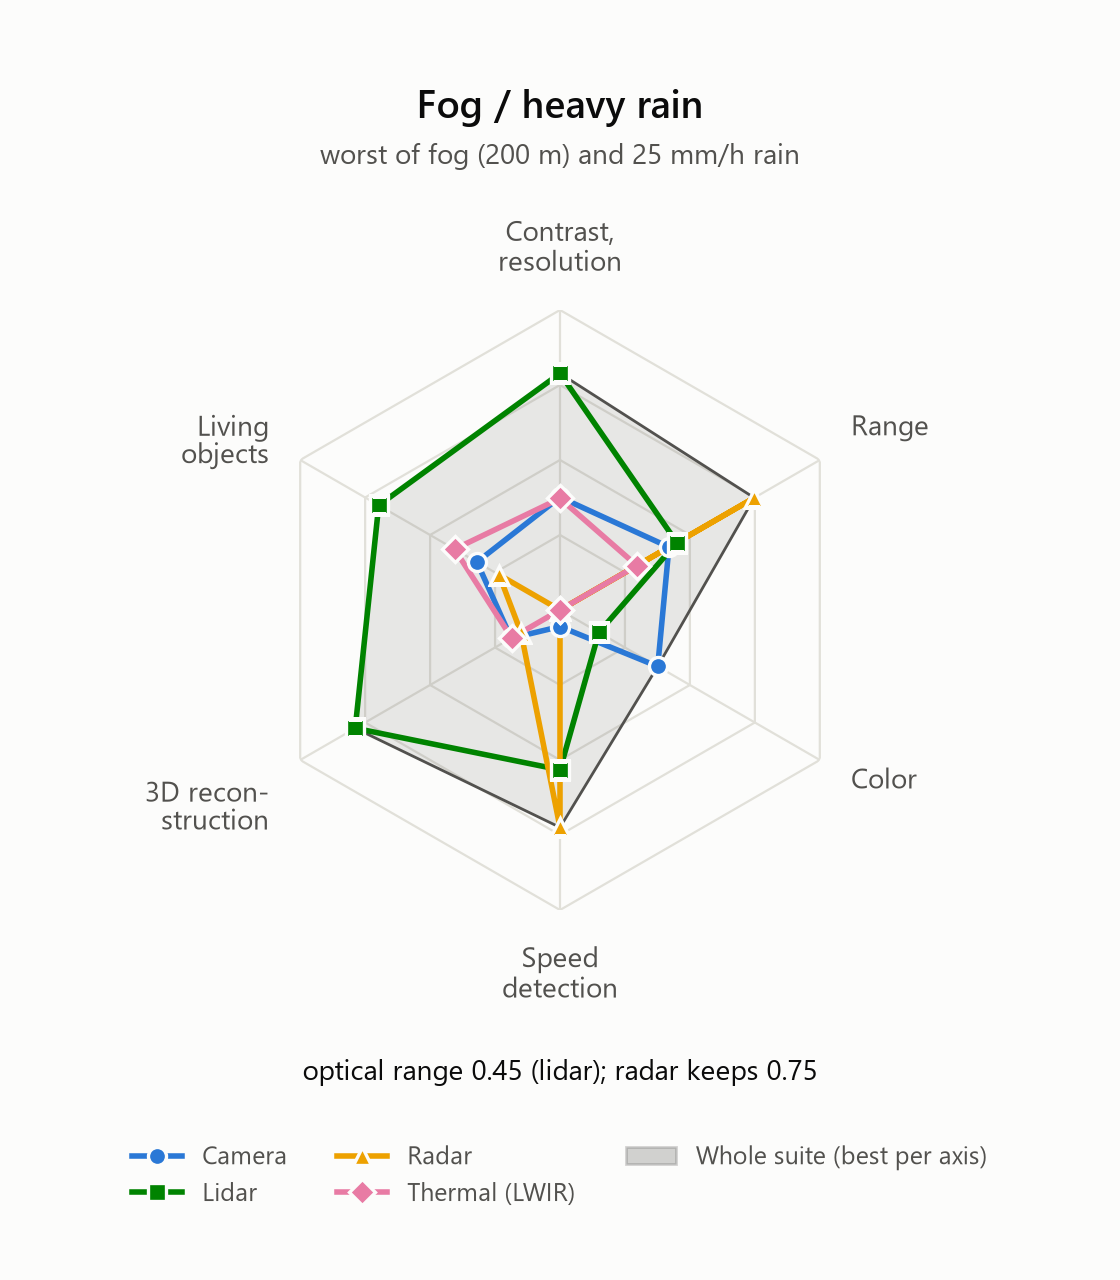 Fog / heavy rain
worst of fog (200 m) and 25 mm/h rain
Contrast,
resolution
Range
Living
objects
Color
3D recon-
struction
Speed
detection
optical range 0.45 (lidar); radar keeps 0.75
Camera
Radar
Whole suite (best per axis)
Lidar
Thermal (LWIR)